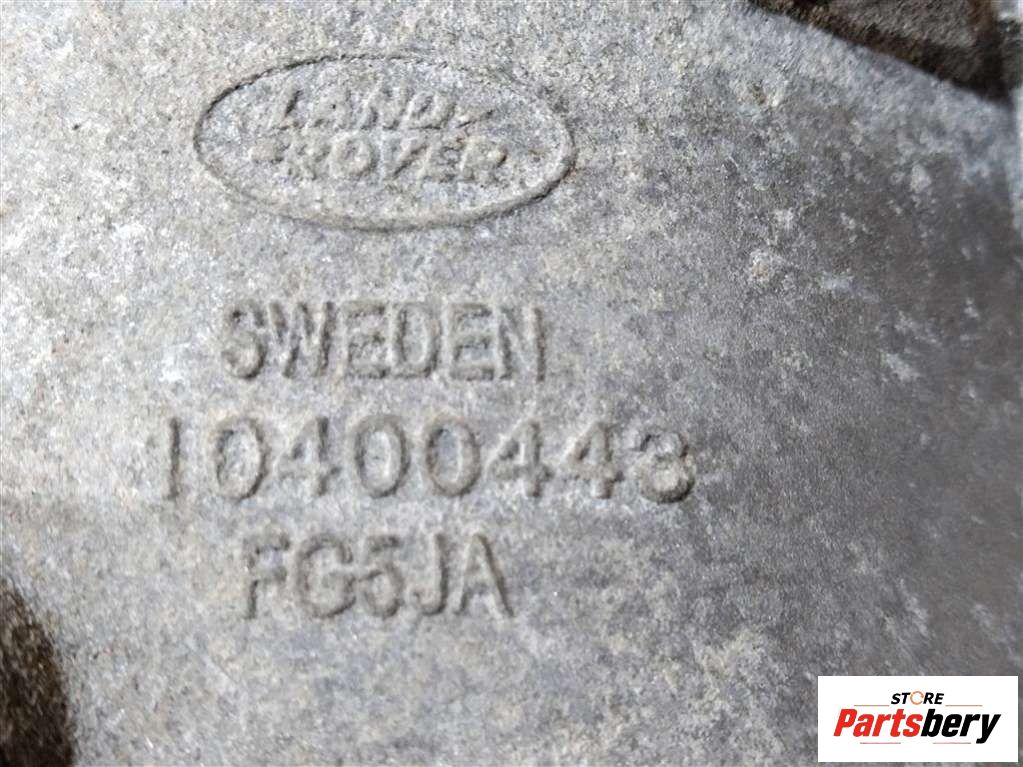 LAND-
ROVER
SWEDEN
10400443
FG5JA
STORE
Partsbery